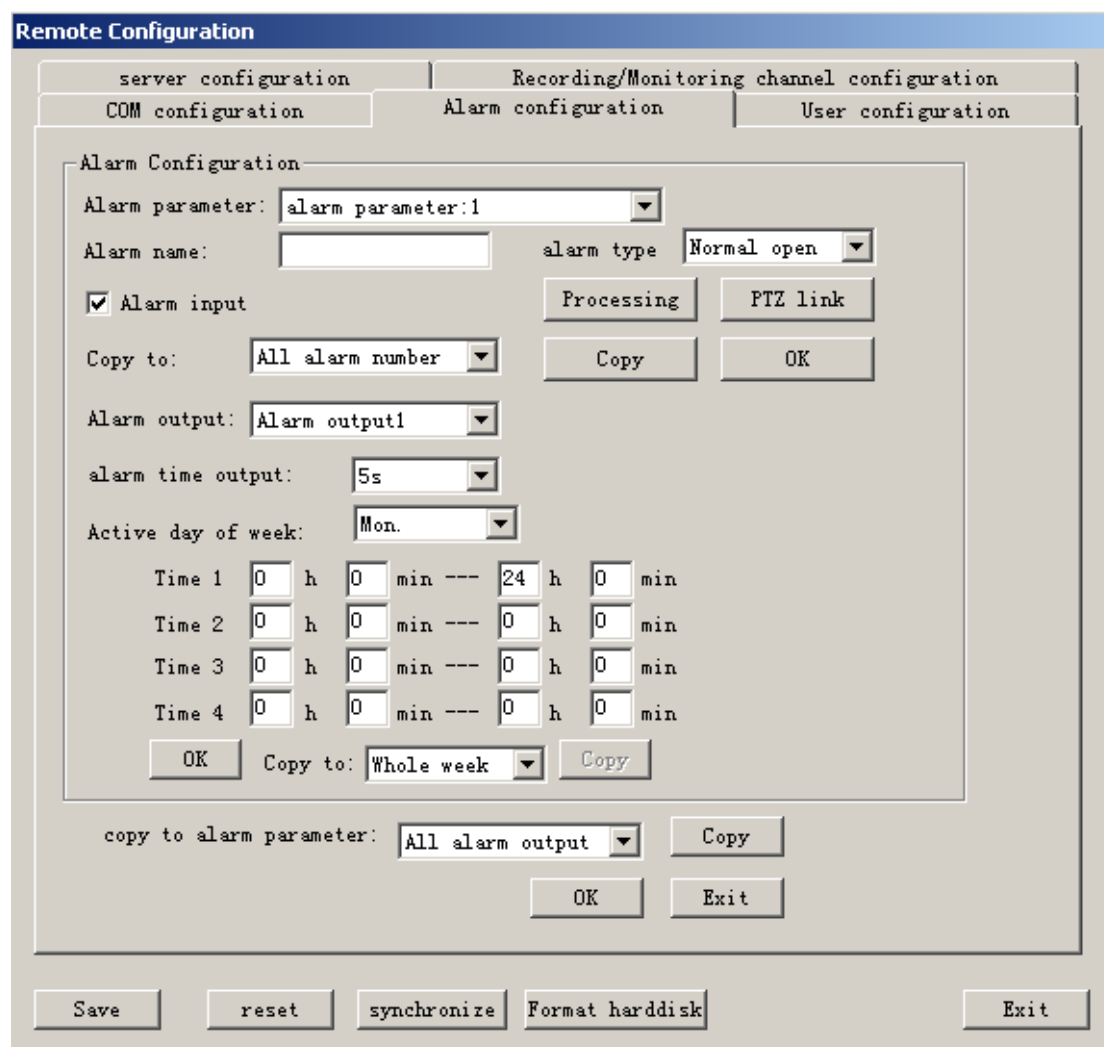 Remote Configuration
server configuration Recording/Monitoring channel configuration
COM configuration Alarm configuration User configuration
Alarm Configuration
Alarm parameter: alarm parameter:1
Alarm name: alarm type Normal open
Alarm input Processing PTZ link
Copy to: All alarm number Copy OK
Alarm output: Alarm output1
alarm time output: 5s
Active day of week: Mon.
Time 1 0 h 0 min --- 24 h 0 min
Time 2 0 h 0 min --- 0 h 0 min
Time 3 0 h 0 min --- 0 h 0 min
Time 4 0 h 0 min --- 0 h 0 min
OK Copy to: Whole week Copy
copy to alarm parameter: All alarm output Copy
OK Exit
Save reset synchronize Format harddisk Exit